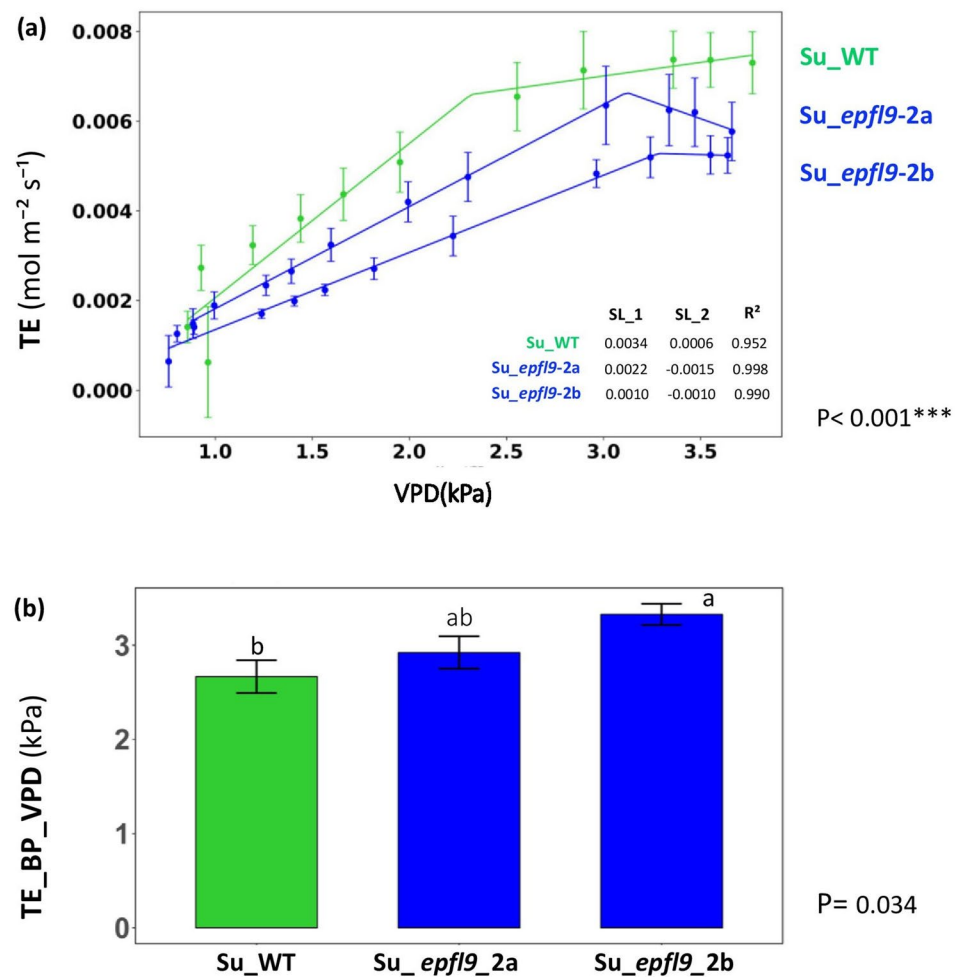 (a)
TE (mol m⁻² s⁻¹)
0.008
0.006
0.004
0.002
0.000
Su_WT
Su_epfl9-2a
Su_epfl9-2b
SL_1 SL_2 R²
Su_WT 0.0034 0.0006 0.952
Su_epfl9-2a 0.0022 -0.0015 0.998
Su_epfl9-2b 0.0010 -0.0010 0.990
P< 0.001***
1.0 1.5 2.0 2.5 3.0 3.5
VPD(kPa)
(b)
TE_BP_VPD (kPa)
3
2
1
0
b ab a
P= 0.034
Su_WT Su_ epfl9_2a Su_epfl9_2b